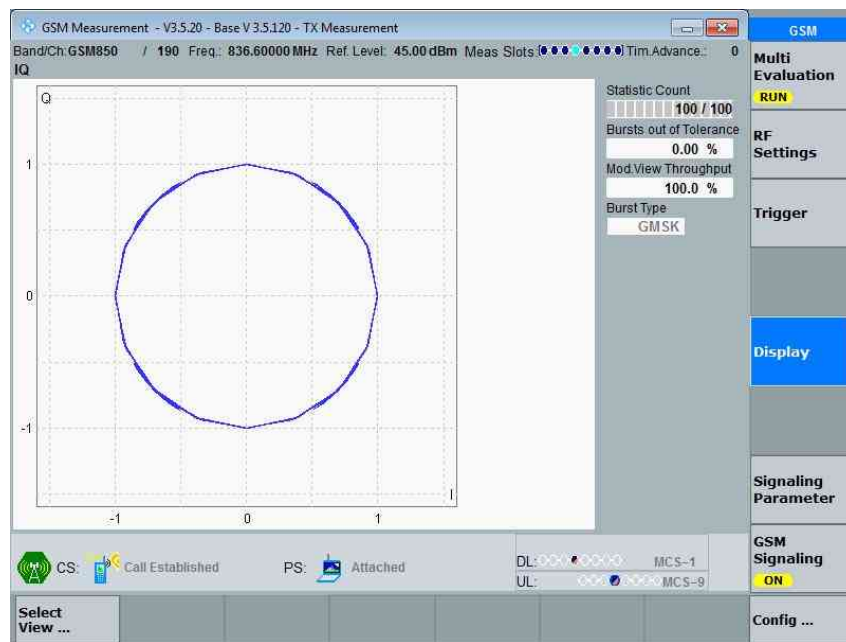 GSM Measurement - V3.5.20 - Base V 3.5.120 - TX Measurement
GSM
Band/Ch:GSM850 / 190 Freq.: 836.60000 MHz Ref. Level: 45.00 dBm Meas Slots: Tim.Advance.: 0
IQ
Multi
Evaluation
RUN
RF
Settings
Trigger
Display
Signaling
Parameter
GSM
Signaling
ON
Config ...
Q
1
0
-1
I
-1 0 1
Statistic Count
100 / 100
Bursts out of Tolerance
0.00 %
Mod.View Throughput
100.0 %
Burst Type
GMSK
CS: Call Established PS: Attached
DL: MCS-1
UL: MCS-9
Select
View ...